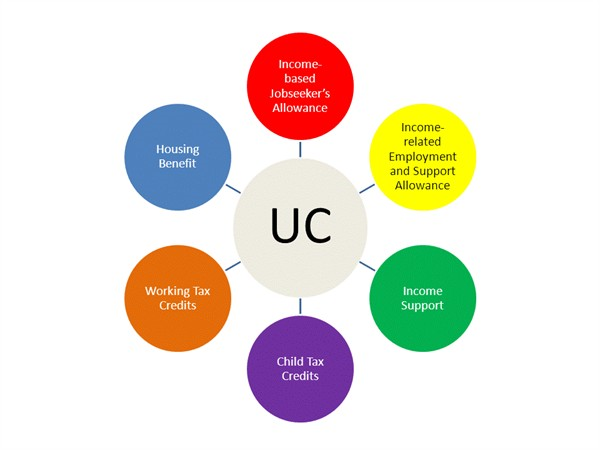 Income-
based
Jobseeker's
Allowance
Income-
related
Employment
and Support
Allowance
Housing
Benefit
UC
Working Tax
Credits
Income
Support
Child Tax
Credits